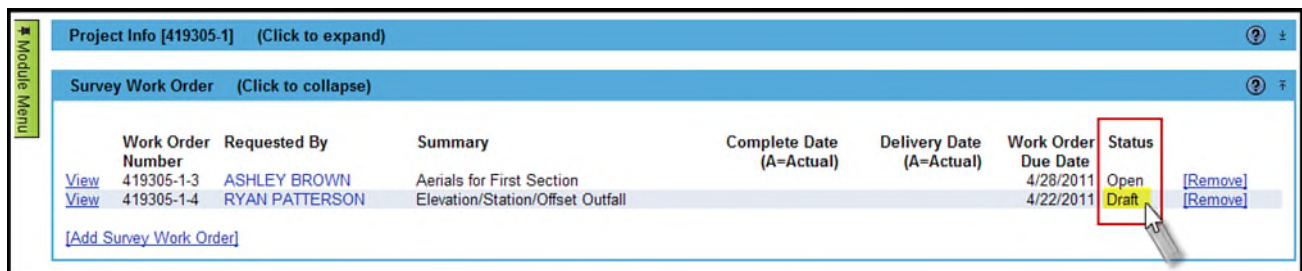 Module Menu
Project Info [419305-1] (Click to expand)
Survey Work Order (Click to collapse)
Work Order Number Requested By Summary Complete Date (A=Actual) Delivery Date (A=Actual) Work Order Due Date Status
View 419305-1-3 ASHLEY BROWN Aerials for First Section 4/28/2011 Open [Remove]
View 419305-1-4 RYAN PATTERSON Elevation/Station/Offset Outfall 4/22/2011 Draft [Remove]
[Add Survey Work Order]